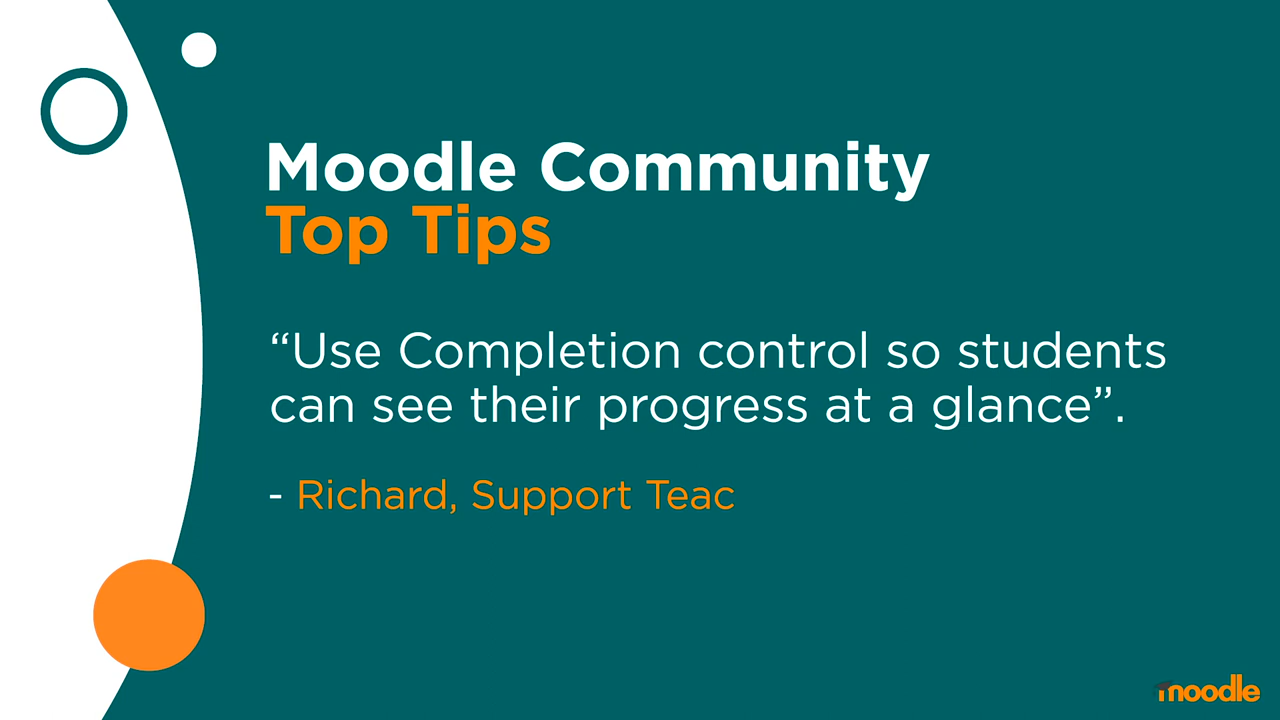 Moodle Community
Top Tips
“Use Completion control so students
can see their progress at a glance”.
- Richard, Support Teac
moodle